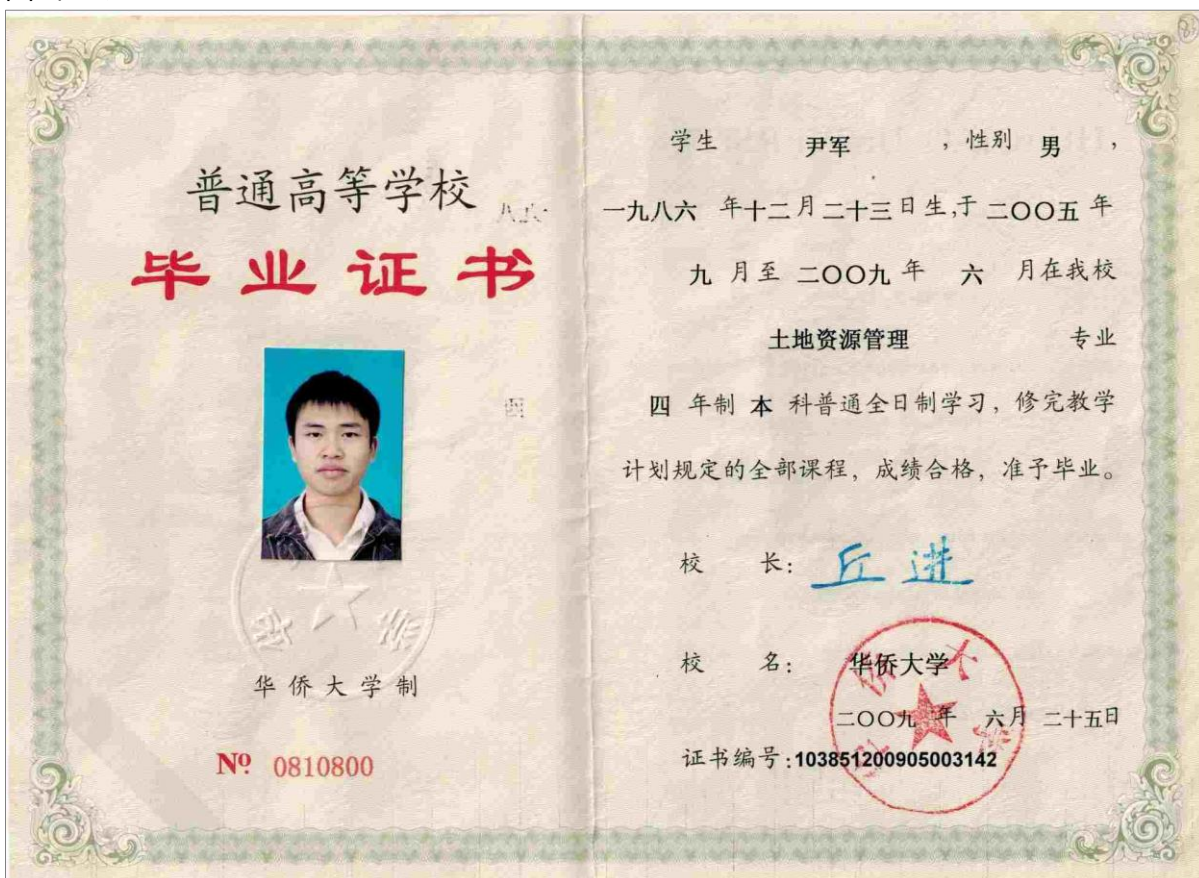 普通高等学校
毕业证书
华侨大学制
Nº 0810800
学生 尹军 ，性别 男 ，
一九八六 年十二月二十三日生,于 二〇〇五 年
九 月至 二〇〇九 年 六 月在我校
土地资源管理 专业
四 年制 本 科普通全日制学习，修完教学
计划规定的全部课程，成绩合格，准予毕业。
校 长：丘进
校 名：华侨大学
二〇〇九 年 六月 二十五日
证书编号:103851200905003142